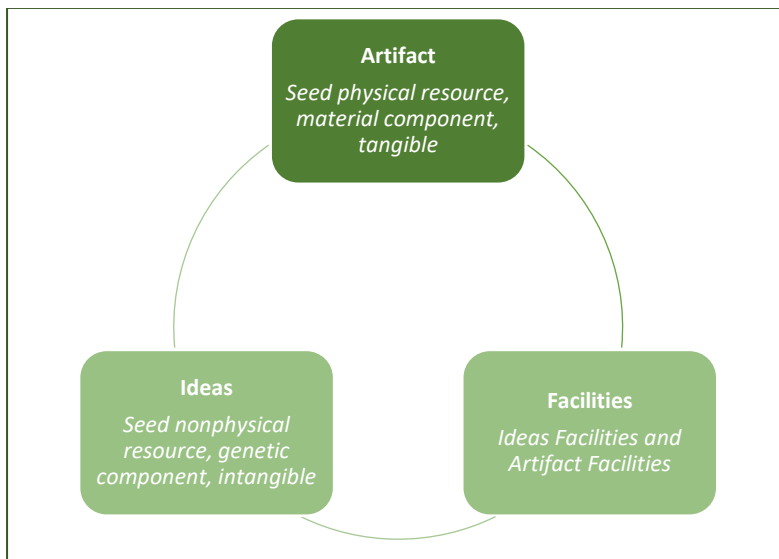 Artifact
Seed physical resource,
material component,
tangible
Ideas
Seed nonphysical
resource, genetic
component, intangible
Facilities
Ideas Facilities and
Artifact Facilities